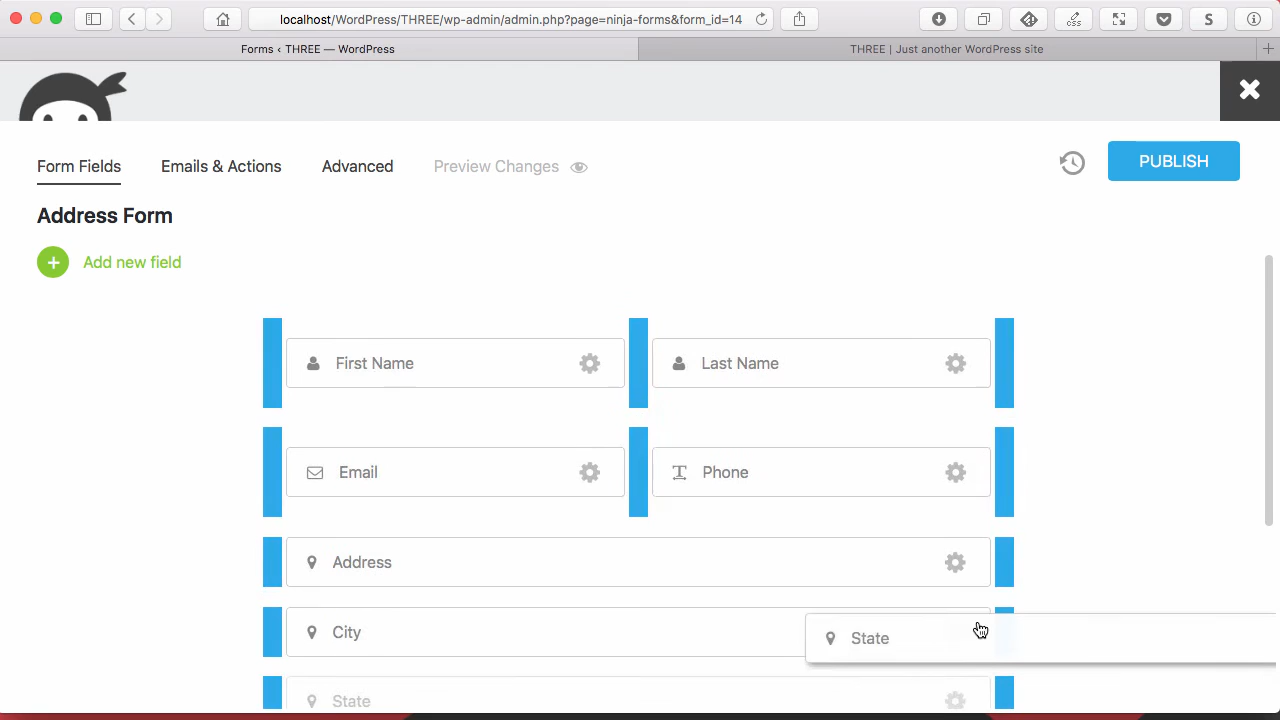 localhost/WordPress/THREE/wp-admin/admin.php?page=ninja-forms&form_id=14
S
Forms ‹ THREE — WordPress
THREE | Just another WordPress site
Form Fields
Emails & Actions
Advanced
Preview Changes
PUBLISH
Address Form
Add new field
First Name
Last Name
Email
Phone
Address
City
State
State